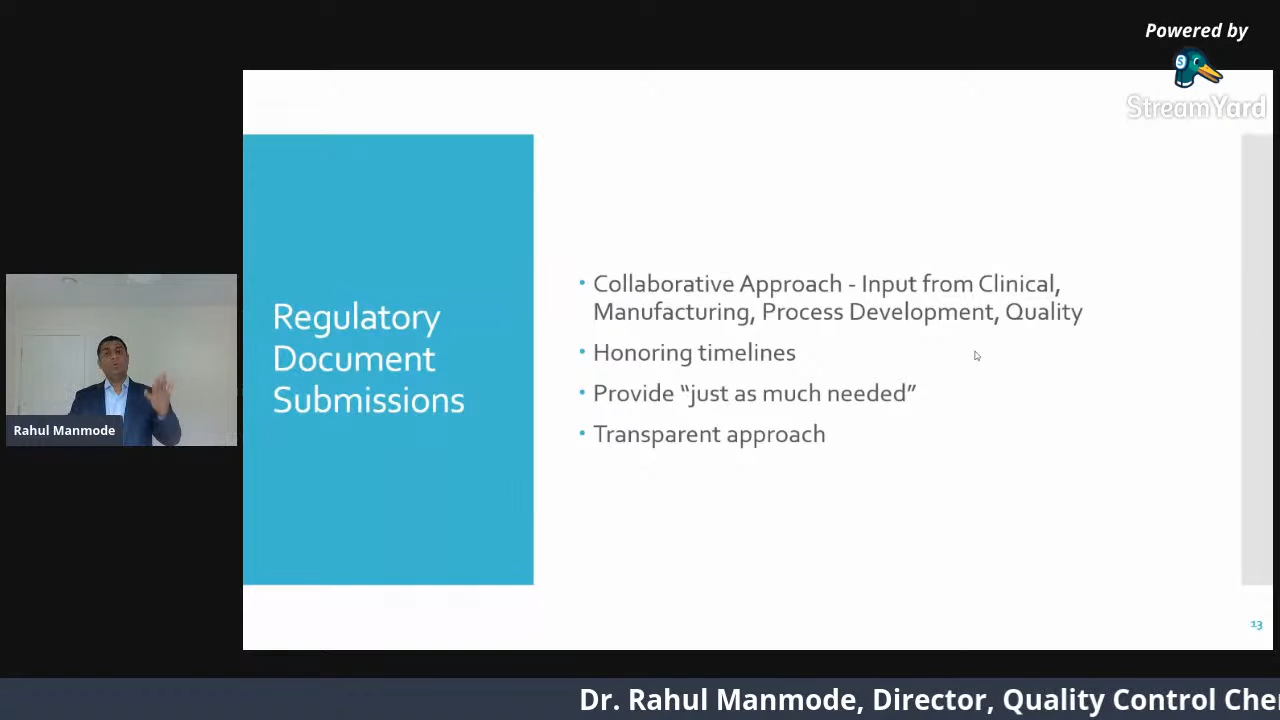 Powered by
StreamYard
Regulatory
Document
Submissions
• Collaborative Approach - Input from Clinical,
Manufacturing, Process Development, Quality
• Honoring timelines
• Provide “just as much needed”
• Transparent approach
Rahul Manmode
13
Dr. Rahul Manmode, Director, Quality Control